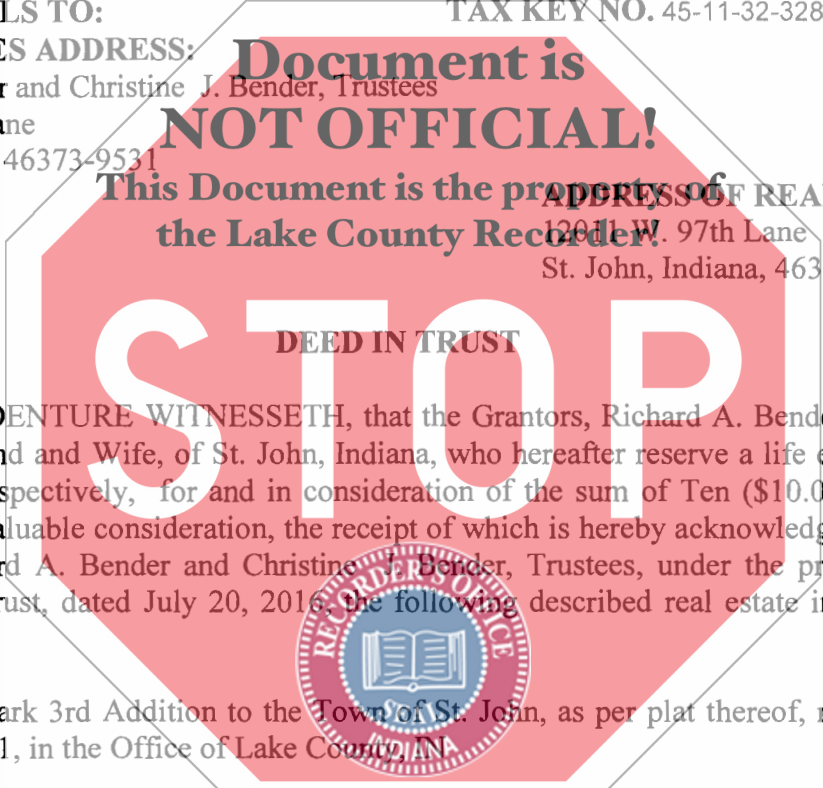 LS TO:
TAX KEY NO. 45-11-32-328
ES ADDRESS:
Document is
r and Christine J. Bender, Trustees
NOT OFFICIAL!
ane
46373-9531
This Document is the property of
ADDRESS OF REA
the Lake County Recorder!
12011 W. 97th Lane
St. John, Indiana, 463
STOP
DEED IN TRUST
DENTURE WITNESSETH, that the Grantors, Richard A. Bend
nd and Wife, of St. John, Indiana, who hereafter reserve a life e
spectively, for and in consideration of the sum of Ten ($10.0
aluable consideration, the receipt of which is hereby acknowledg
rd A. Bender and Christine J. Bender, Trustees, under the pr
rust, dated July 20, 2016, the following described real estate i
RECORDER'S OFFICE
INDIANA
ark 3rd Addition to the Town of St. John, as per plat thereof, r
1, in the Office of Lake County, IN